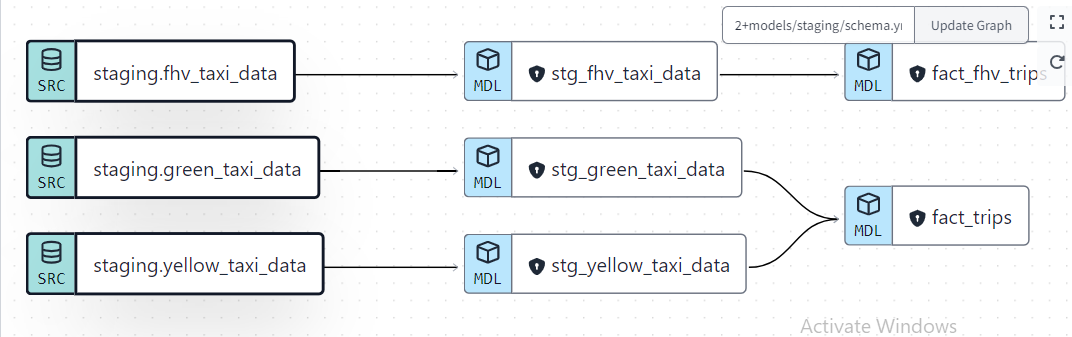 2+models/staging/schema.y
Update Graph
SRC
staging.fhv_taxi_data
MDL
stg_fhv_taxi_data
MDL
fact_fhv_trips
SRC
staging.green_taxi_data
MDL
stg_green_taxi_data
SRC
staging.yellow_taxi_data
MDL
stg_yellow_taxi_data
MDL
fact_trips
Activate Windows